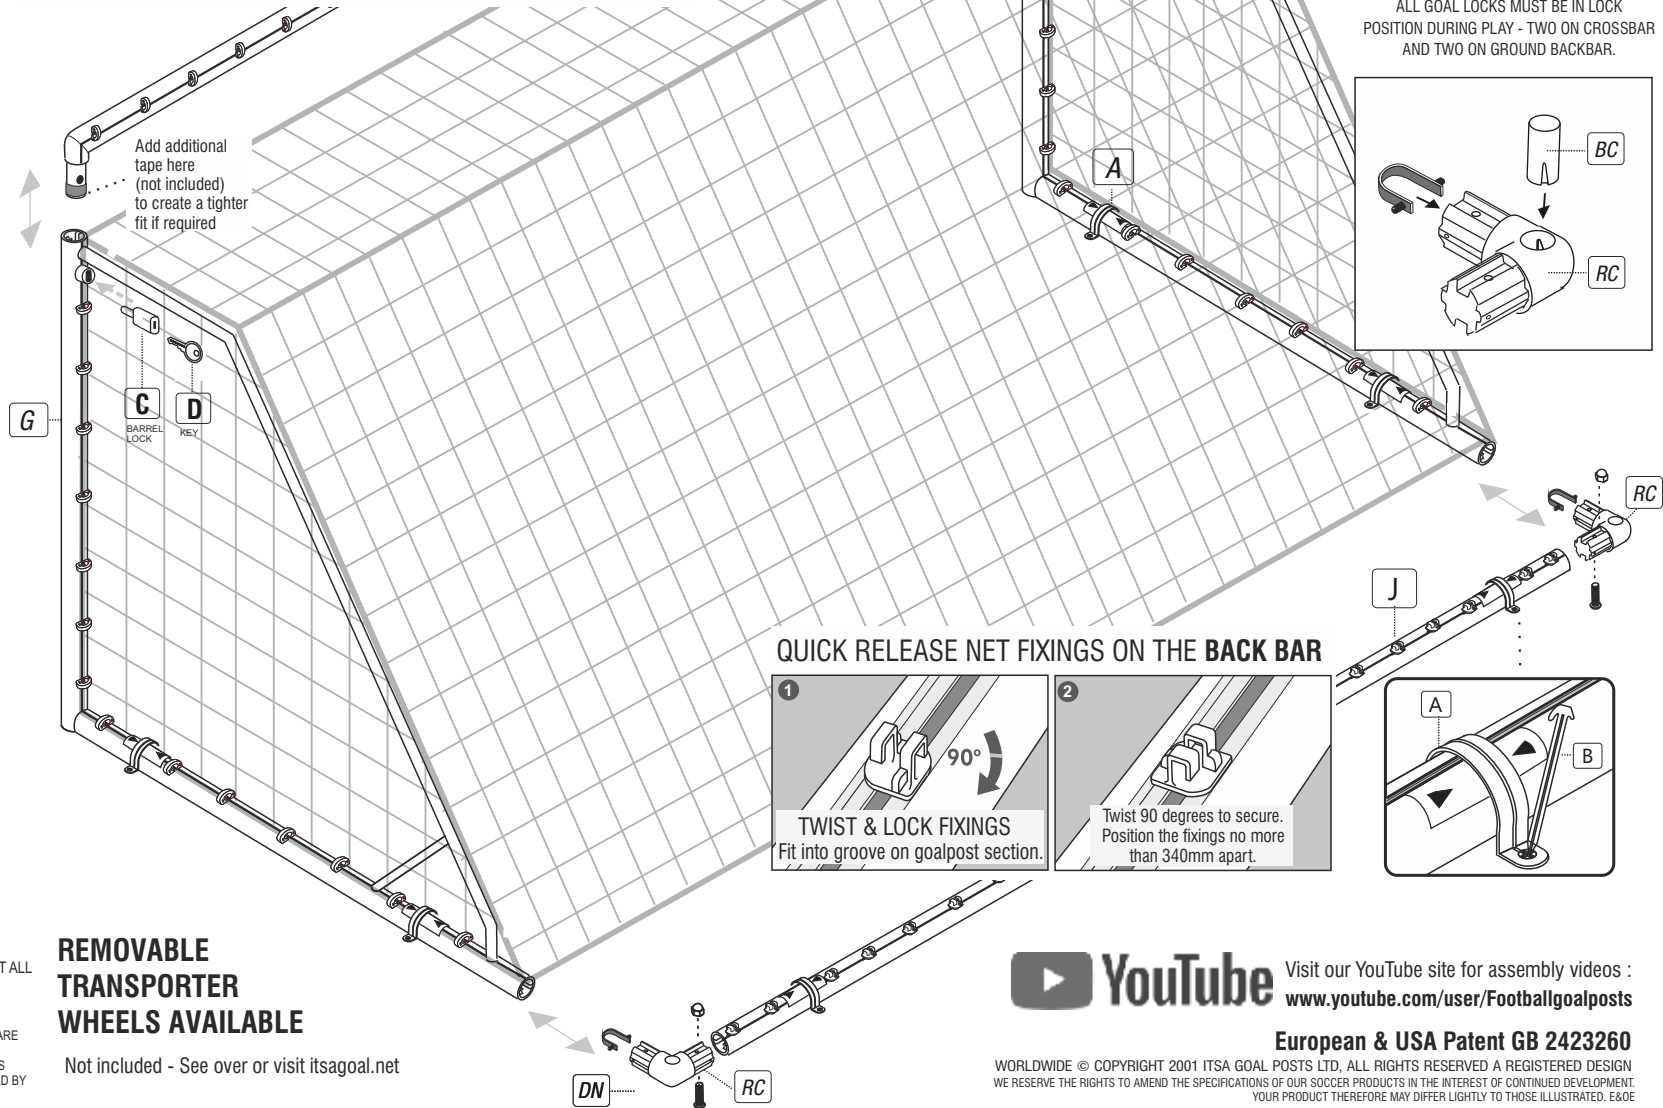 ALL GOAL LOCKS MUST BE IN LOCK
POSITION DURING PLAY - TWO ON CROSSBAR
AND TWO ON GROUND BACKBAR.
BC
RC
Add additional
tape here
(not included)
to create a tighter
fit if required
A
C
BARREL
LOCK
D
KEY
G
RC
J
QUICK RELEASE NET FIXINGS ON THE BACK BAR
1
90°
TWIST & LOCK FIXINGS
Fit into groove on goalpost section.
2
Twist 90 degrees to secure.
Position the fixings no more
than 340mm apart.
A
B
T ALL
ARE
S
D BY
REMOVABLE
TRANSPORTER
WHEELS AVAILABLE
Not included - See over or visit itsagoal.net
DN
RC
YouTube
Visit our YouTube site for assembly videos :
www.youtube.com/user/Footballgoalposts
European & USA Patent GB 2423260
WORLDWIDE © COPYRIGHT 2001 ITSA GOAL POSTS LTD, ALL RIGHTS RESERVED A REGISTERED DESIGN
WE RESERVE THE RIGHTS TO AMEND THE SPECIFICATIONS OF OUR SOCCER PRODUCTS IN THE INTEREST OF CONTINUED DEVELOPMENT.
YOUR PRODUCT THEREFORE MAY DIFFER LIGHTLY TO THOSE ILLUSTRATED. E&OE